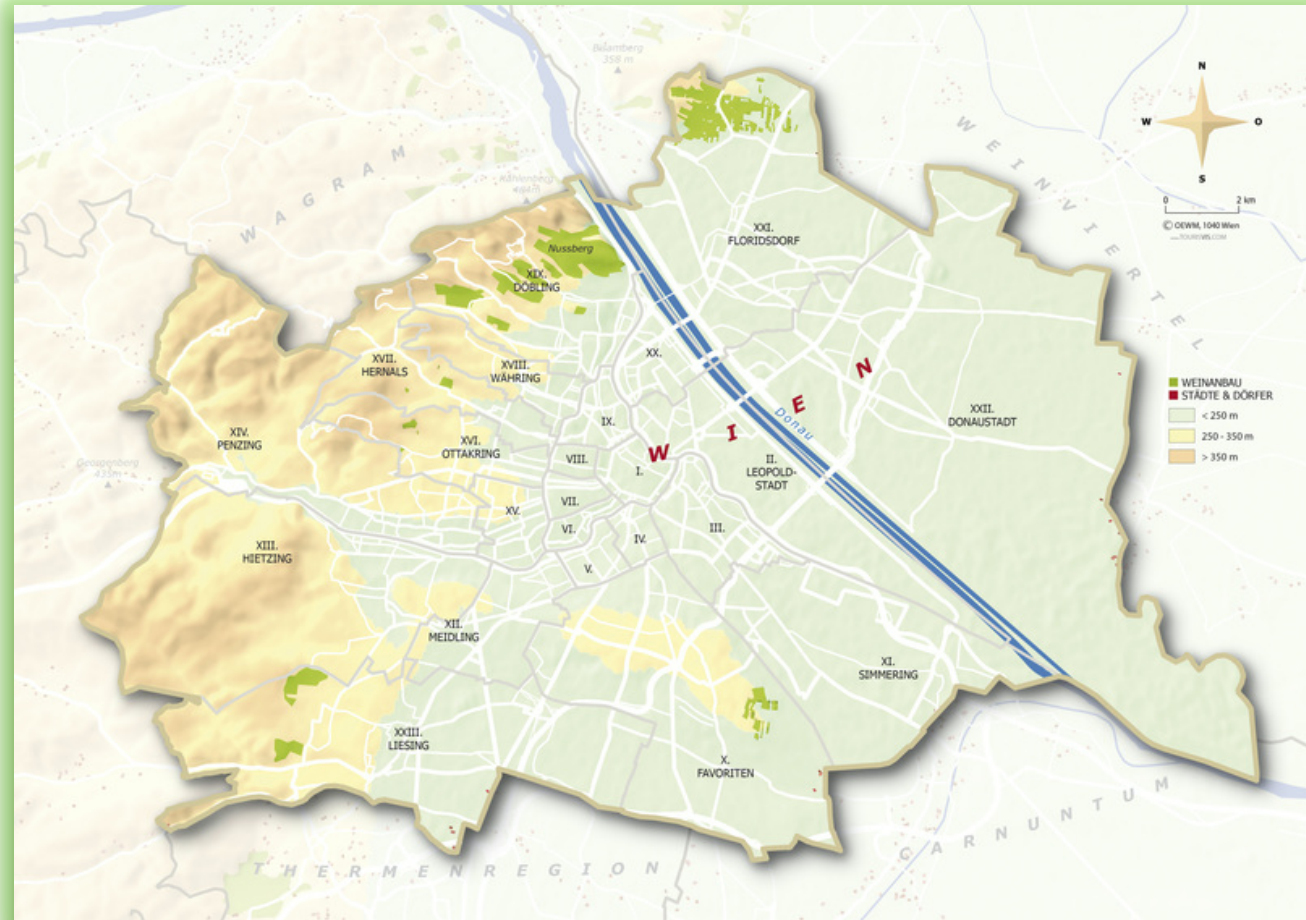 Bisamberg
358 m
N
W
O
S
0 2 km
© OEWM, 1040 Wien
WAGRAM
WEINVIERTEL
Kahlenberg
484m
Nussberg
XXI.
FLORIDSDORF
XIX.
DÖBLING
XX.
XVII.
HERNALS
XVIII.
WÄHRING
WIEN
Donau
WEINANBAU
STÄDTE & DÖRFER
< 250 m
250 - 350 m
> 350 m
XXII.
DONAUSTADT
XIV.
PENZING
XVI.
OTTAKRING
IX.
VIII.
I.
II.
LEOPOLD-
STADT
XV.
VII.
VI.
IV.
III.
V.
XIII.
HIETZING
XII.
MEIDLING
XI.
SIMMERING
XXIII.
LIESING
X.
FAVORITEN
THERMENREGION
CARNUNTUM